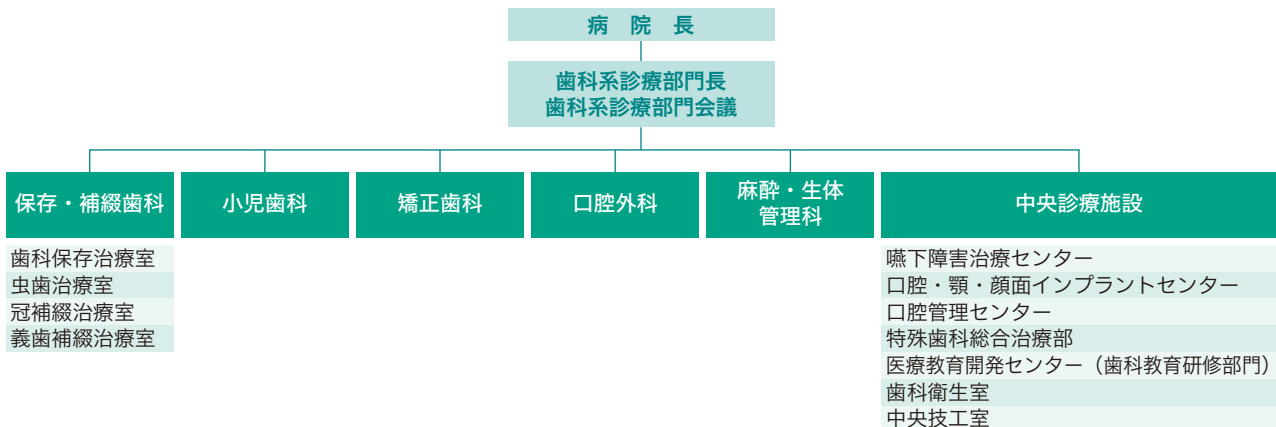 病　院　長
歯科系診療部門長
歯科系診療部門会議
保存・補綴歯科
小児歯科
矯正歯科
口腔外科
麻酔・生体
管理科
中央診療施設
歯科保存治療室
虫歯治療室
冠補綴治療室
義歯補綴治療室
嚥下障害治療センター
口腔・顎・顔面インプラントセンター
口腔管理センター
特殊歯科総合治療部
医療教育開発センター（歯科教育研修部門）
歯科衛生室
中央技工室